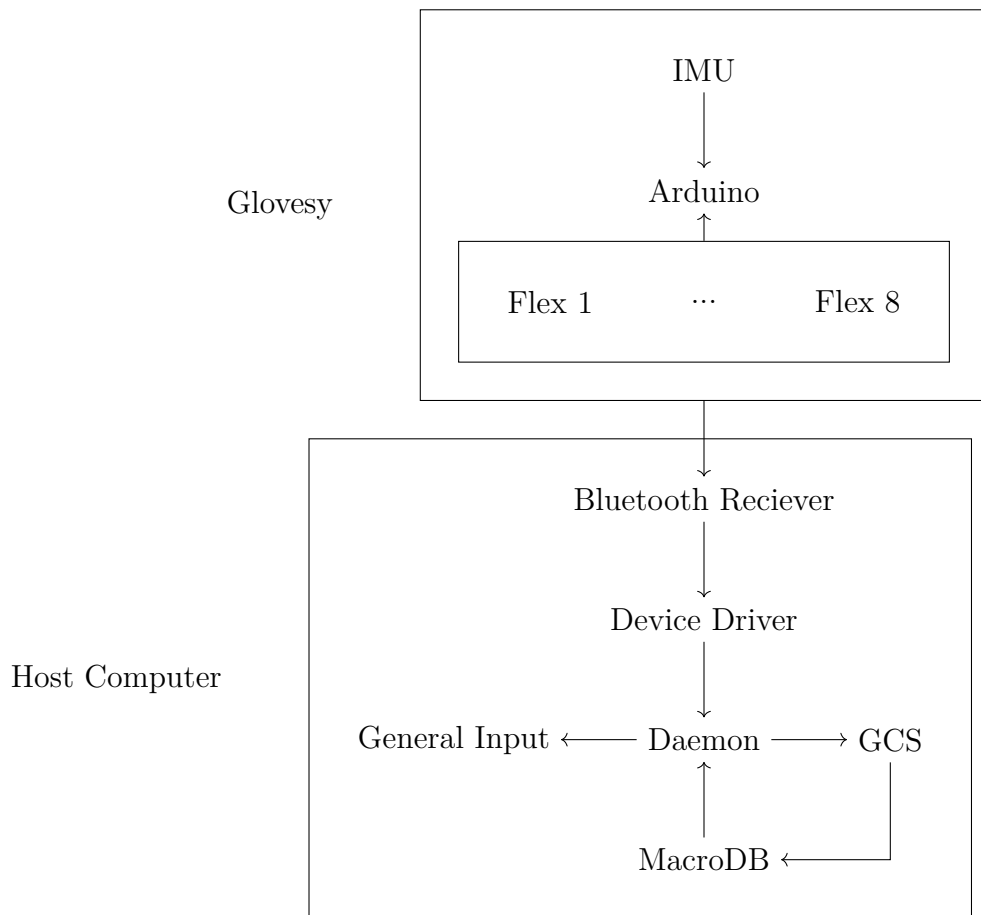 IMU
Arduino
Glovesy
Flex 1 ... Flex 8
Bluetooth Reciever
Device Driver
Host Computer
General Input Daemon GCS
MacroDB